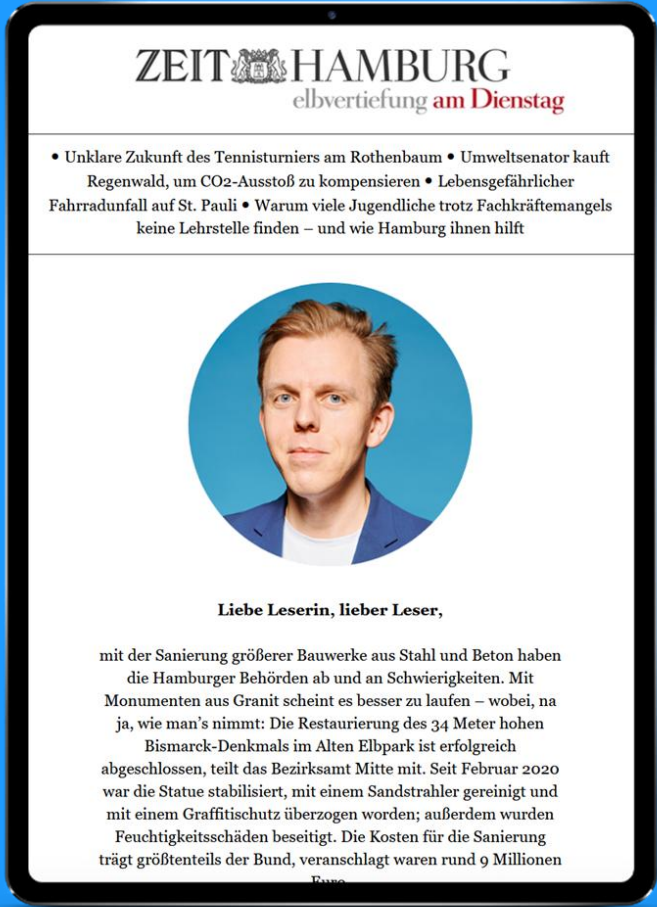 ZEIT HAMBURG
elbvertiefung am Dienstag
• Unklare Zukunft des Tennisturniers am Rothenbaum • Umweltsenator kauft
Regenwald, um CO2-Ausstoß zu kompensieren • Lebensgefährlicher
Fahrradunfall auf St. Pauli • Warum viele Jugendliche trotz Fachkräftemangels
keine Lehrstelle finden – und wie Hamburg ihnen hilft
Liebe Leserin, lieber Leser,
mit der Sanierung größerer Bauwerke aus Stahl und Beton haben
die Hamburger Behörden ab und an Schwierigkeiten. Mit
Monumenten aus Granit scheint es besser zu laufen – wobei, na
ja, wie man’s nimmt: Die Restaurierung des 34 Meter hohen
Bismarck-Denkmals im Alten Elbpark ist erfolgreich
abgeschlossen, teilt das Bezirksamt Mitte mit. Seit Februar 2020
war die Statue stabilisiert, mit einem Sandstrahler gereinigt und
mit einem Graffitischutz überzogen worden; außerdem wurden
Feuchtigkeitsschäden beseitigt. Die Kosten für die Sanierung
trägt größtenteils der Bund, veranschlagt waren rund 9 Millionen